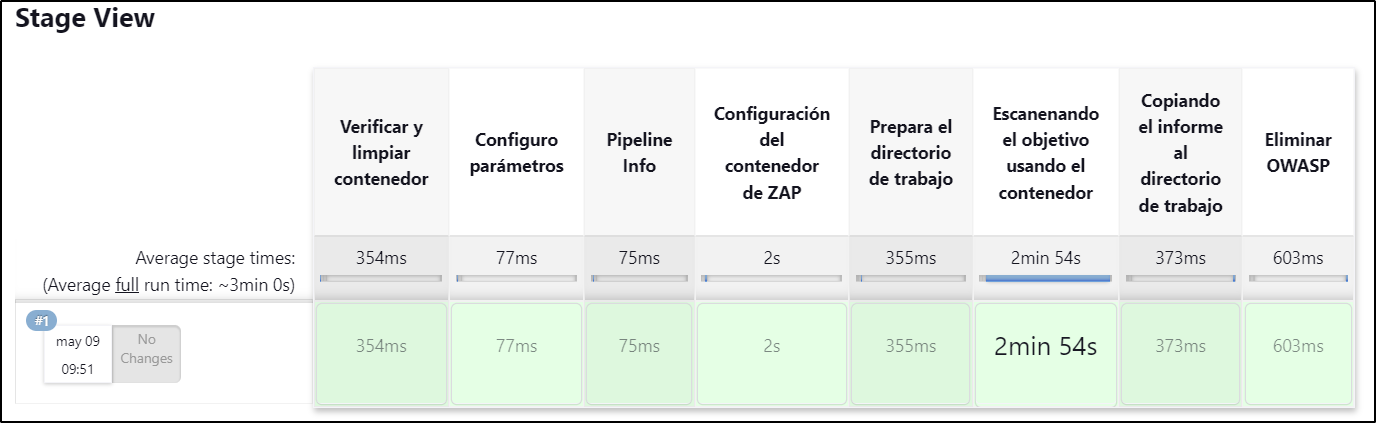 Stage View
Verificar y
limpiar
contenedor
Configuro
parámetros
Pipeline
Info
Configuración
del
contenedor
de ZAP
Prepara el
directorio
de trabajo
Escanenando
el objetivo
usando el
contenedor
Copiando
el informe
al
directorio
de trabajo
Eliminar
OWASP
Average stage times:
(Average full run time: ~3min 0s)
354ms
77ms
75ms
2s
355ms
2min 54s
373ms
603ms
#1
may 09
09:51
No
Changes
354ms
77ms
75ms
2s
355ms
2min 54s
373ms
603ms